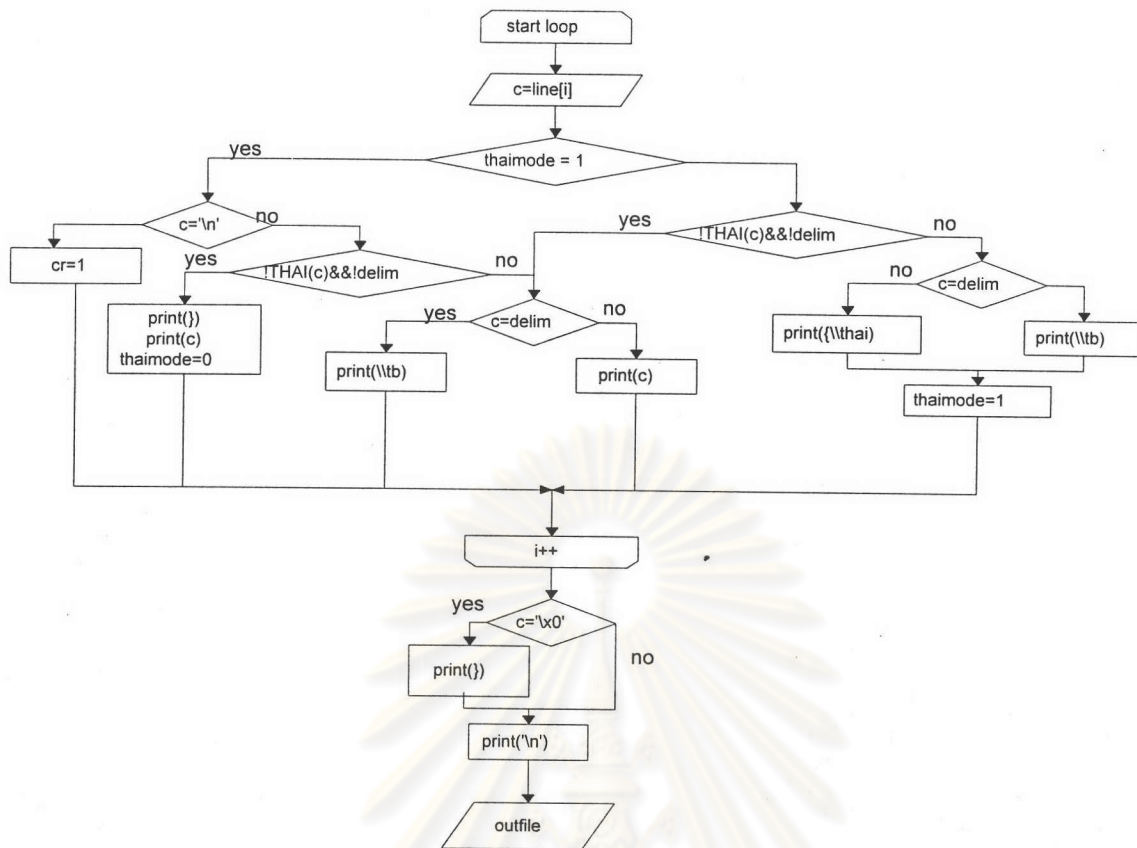 start loop
c=line[i]
thaimode = 1
yes
c='\n'
no
yes
!THAI(c)&&!delim
no
cr=1
yes
!THAI(c)&&!delim
no
no
c=delim
print(})
print(c)
thaimode=0
yes
c=delim
no
print({\\thai)
print(\\tb)
print(\\tb)
print(c)
thaimode=1
i++
yes
c='\x0'
no
print(})
print('\n')
outfile